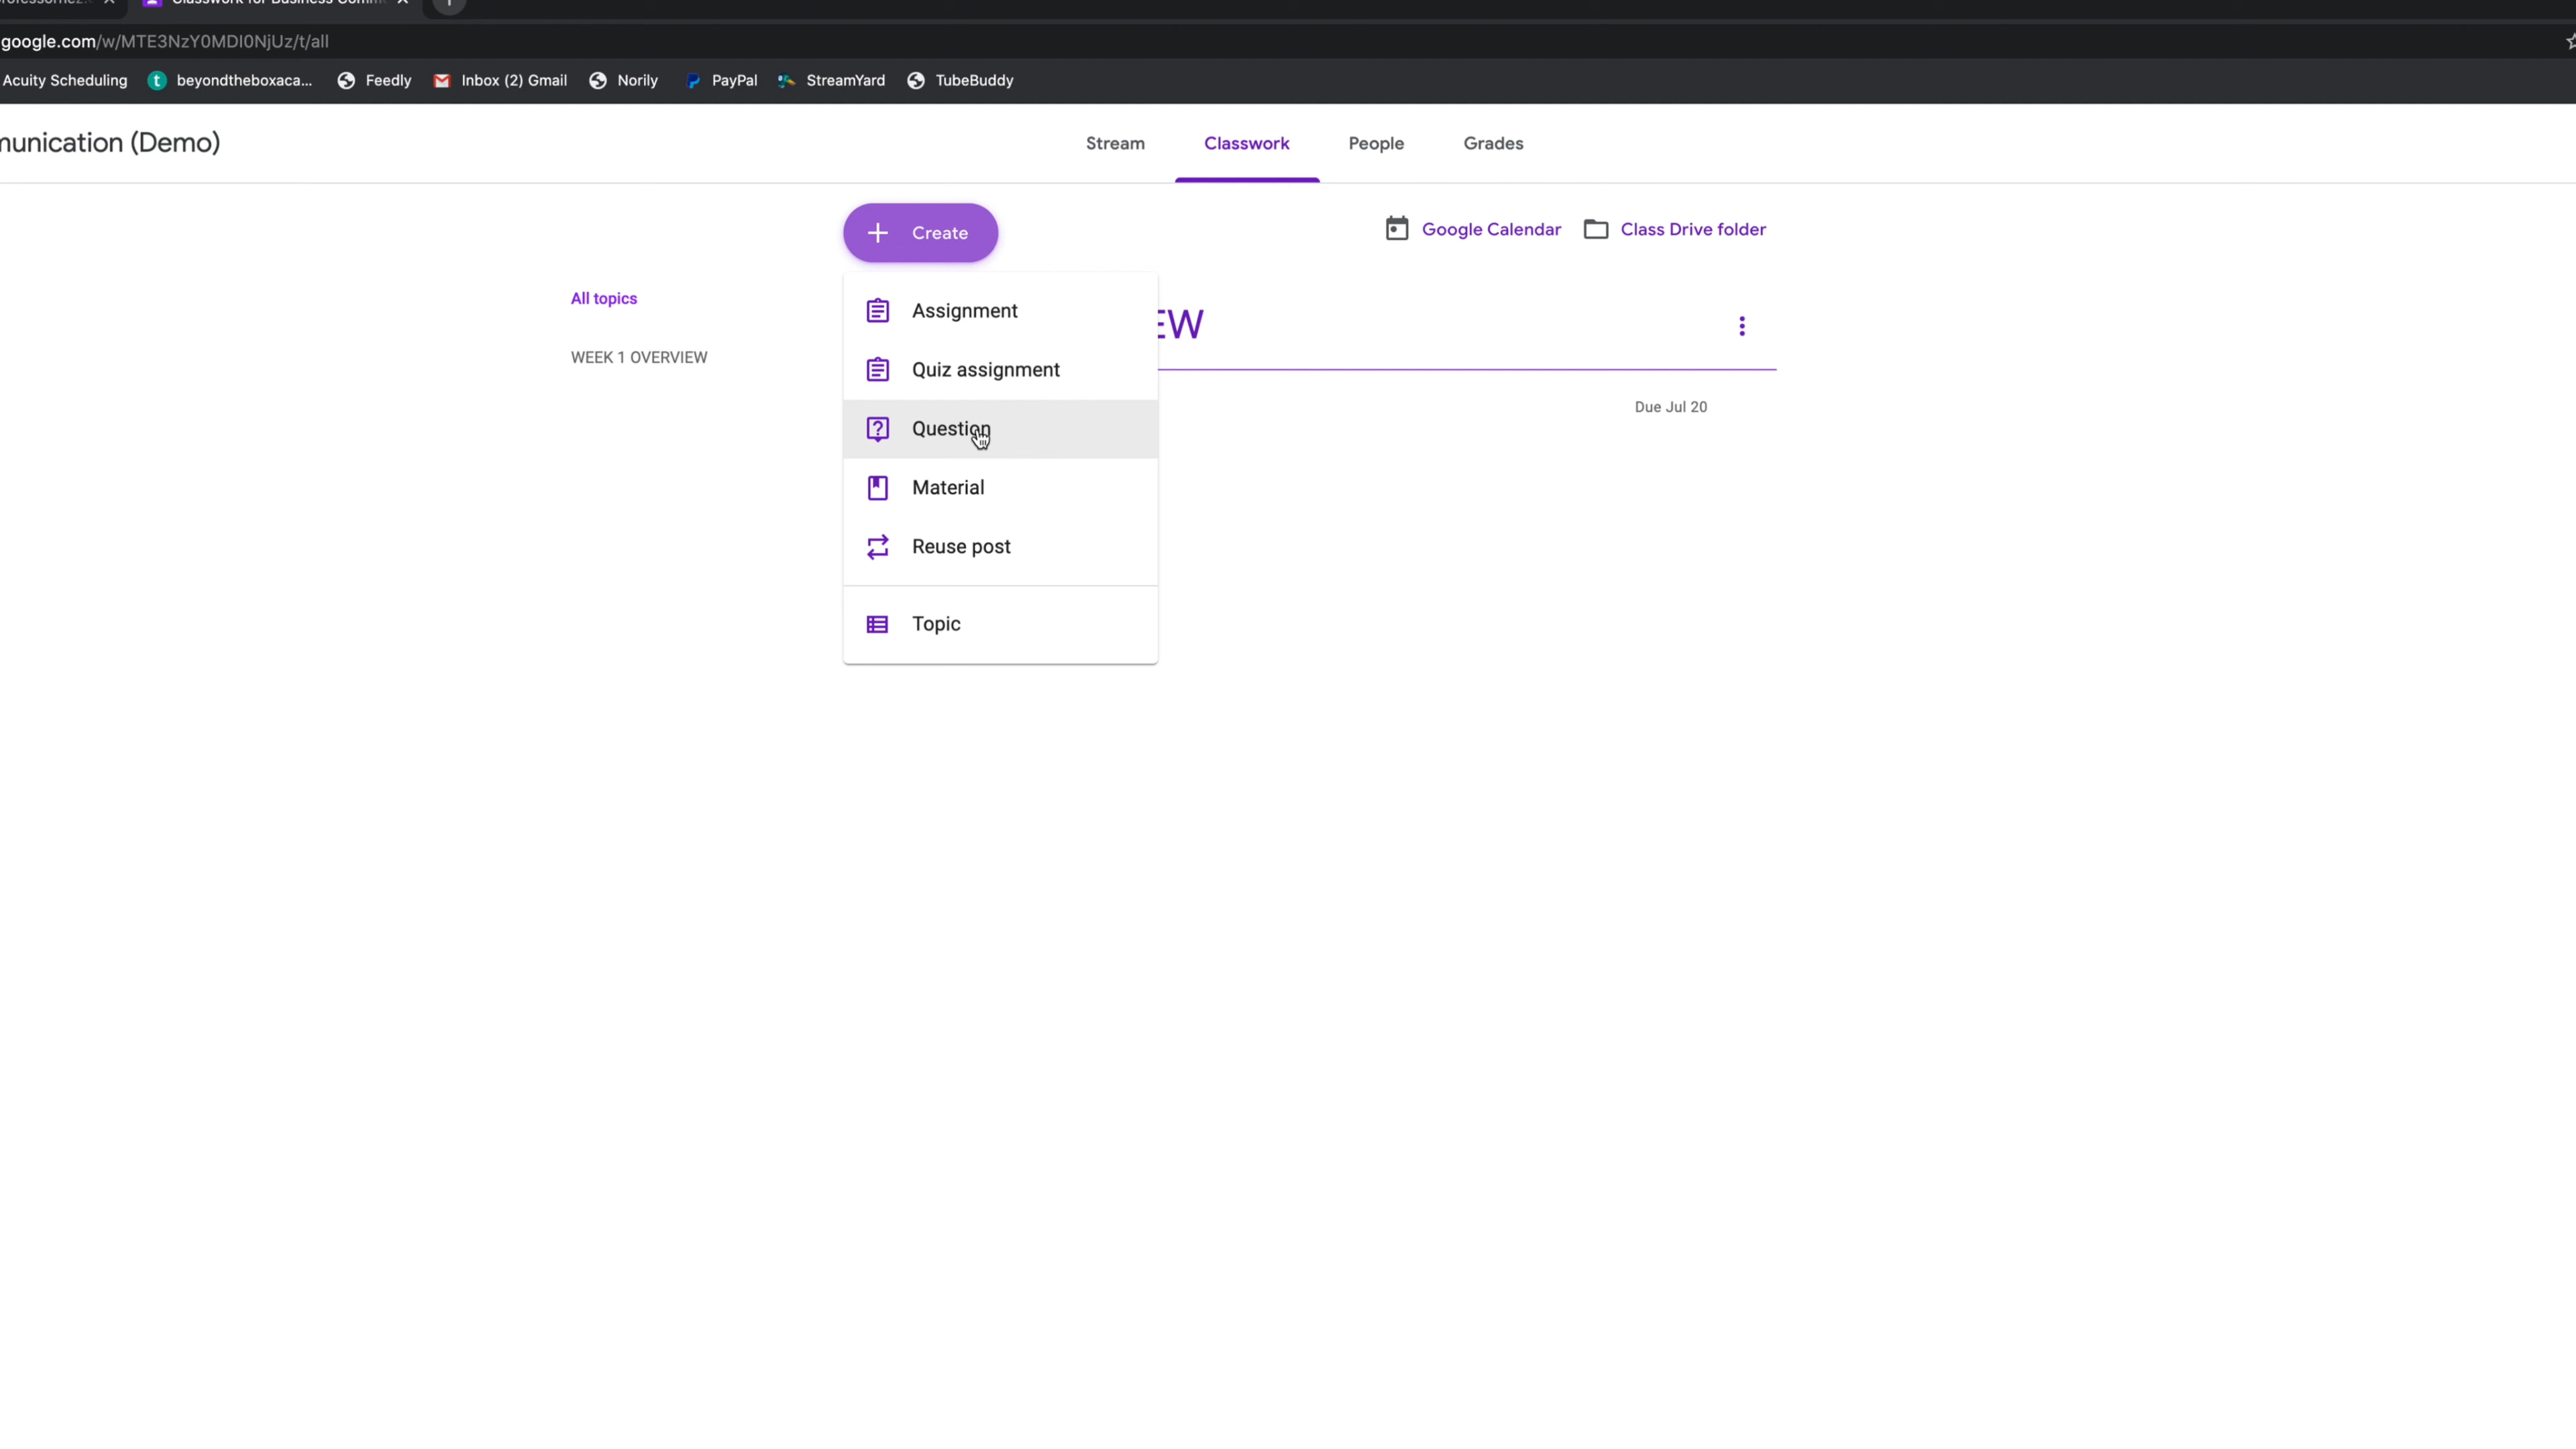 google.com/w/MTE3NzY0MDI0NjUz/t/all
Acuity Scheduling beyondtheboxaca... Feedly Inbox (2) Gmail Norily PayPal StreamYard TubeBuddy
munication (Demo) Stream Classwork People Grades
Create Google Calendar Class Drive folder
All topics
WEEK 1 OVERVIEW
Assignment
EW
Quiz assignment
Due Jul 20
Question
Material
Reuse post
Topic